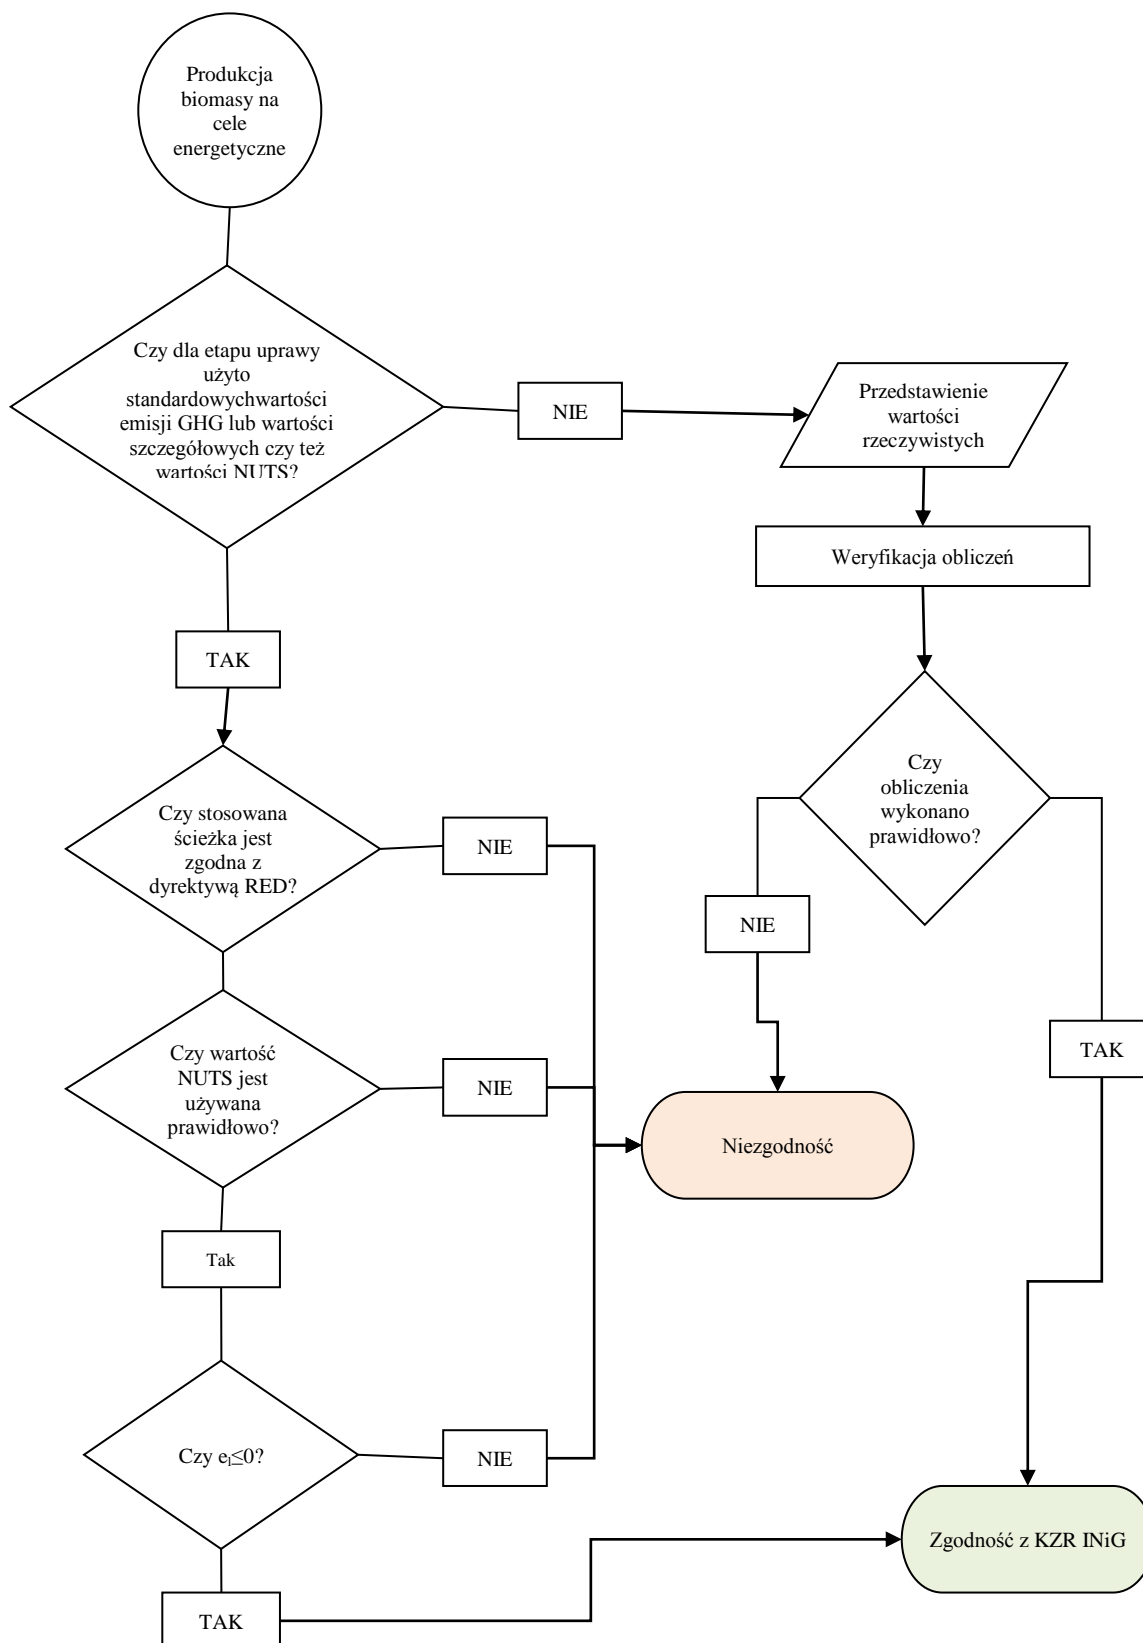 Produkcja
biomasy na
cele
energetyczne
Czy dla etapu uprawy
użyto
standardowychwartości
emisji GHG lub wartości
szczegółowych czy też
wartości NUTS?
NIE
Przedstawienie
wartości
rzeczywistych
Weryfikacja obliczeń
TAK
Czy
obliczenia
wykonano
prawidłowo?
Czy stosowana
ścieżka jest
zgodna z
dyrektywą RED?
NIE
NIE
TAK
Czy wartość
NUTS jest
używana
prawidłowo?
NIE
Niezgodność
Tak
Czy eₗ≤0?
NIE
Zgodność z KZR INiG
TAK